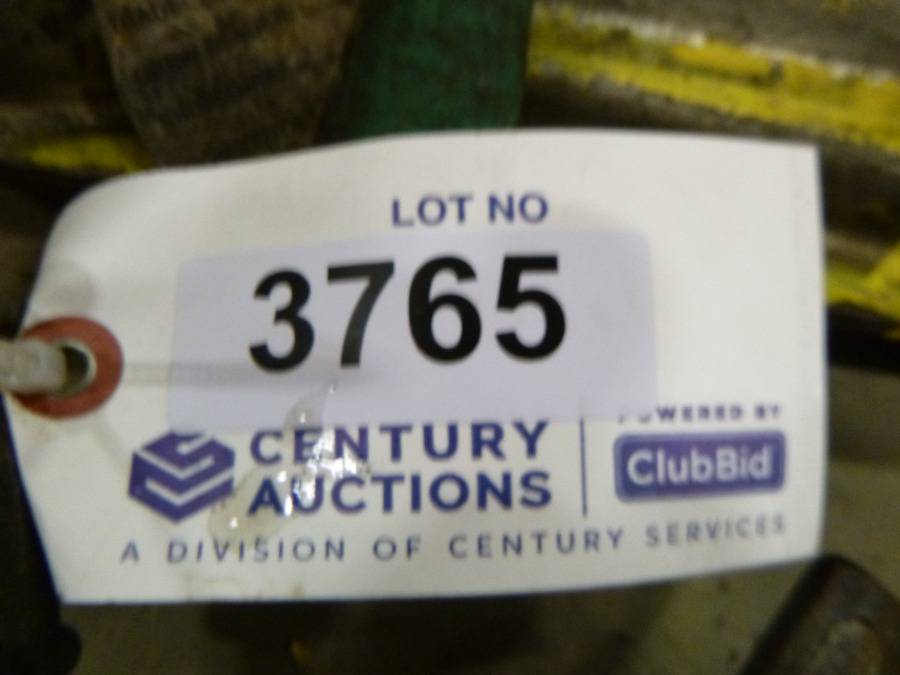 LOT NO
3765
CENTURY
AUCTIONS
POWERED BY
ClubBid
A DIVISION OF CENTURY SERVICES